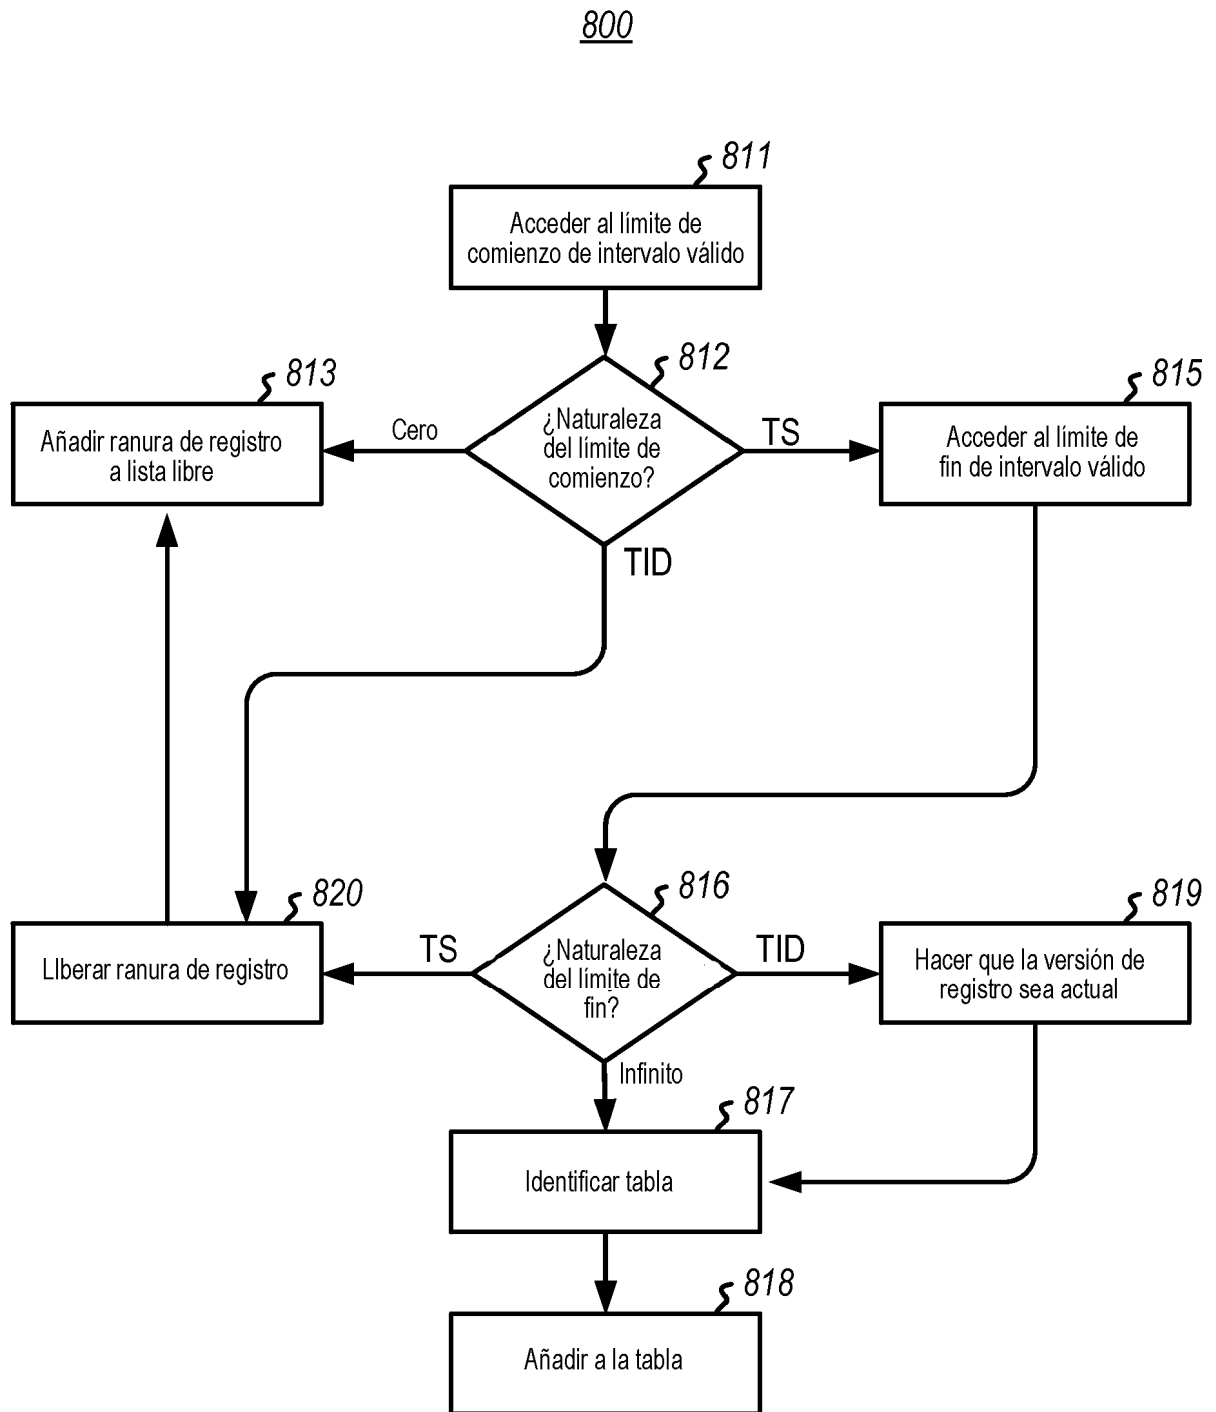 800
811
Acceder al límite de
comienzo de intervalo válido
812
¿Naturaleza
del límite de
comienzo?
Cero
TS
TID
813
Añadir ranura de registro
a lista libre
815
Acceder al límite de
fin de intervalo válido
816
¿Naturaleza
del límite de
fin?
TS
TID
Infinito
820
LIberar ranura de registro
819
Hacer que la versión de
registro sea actual
817
Identificar tabla
818
Añadir a la tabla